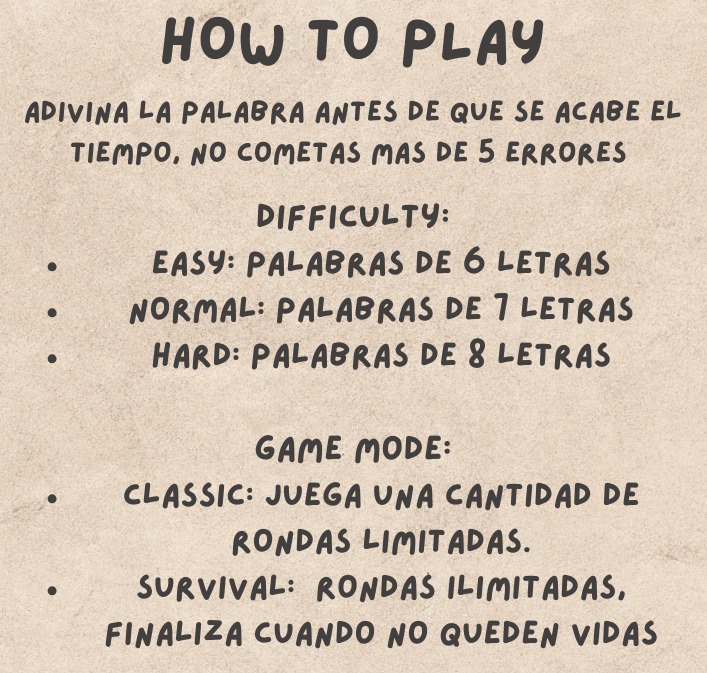 HOW TO PLAY
ADIVINA LA PALABRA ANTES DE QUE SE ACABE EL
TIEMPO, NO COMETAS MAS DE 5 ERRORES
DIFFICULTY:
• EASY: PALABRAS DE 6 LETRAS
• NORMAL: PALABRAS DE 7 LETRAS
• HARD: PALABRAS DE 8 LETRAS
GAME MODE:
• CLASSIC: JUEGA UNA CANTIDAD DE
RONDAS LIMITADAS.
• SURVIVAL: RONDAS ILIMITADAS,
FINALIZA CUANDO NO QUEDEN VIDAS